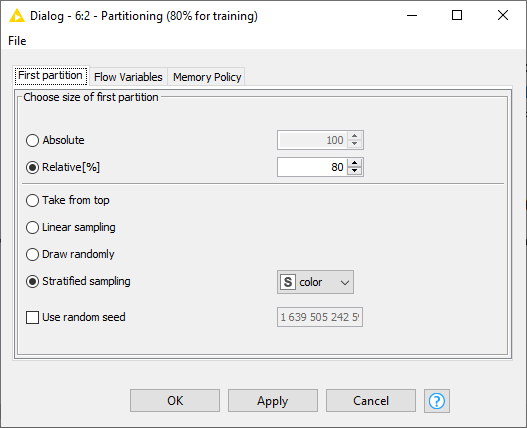 Dialog - 6:2 - Partitioning (80% for training)
File
First partition Flow Variables Memory Policy
Choose size of first partition
Absolute 100
Relative[%] 80
Take from top
Linear sampling
Draw randomly
Stratified sampling S color
Use random seed 1 639 505 242 5
OK Apply Cancel ?